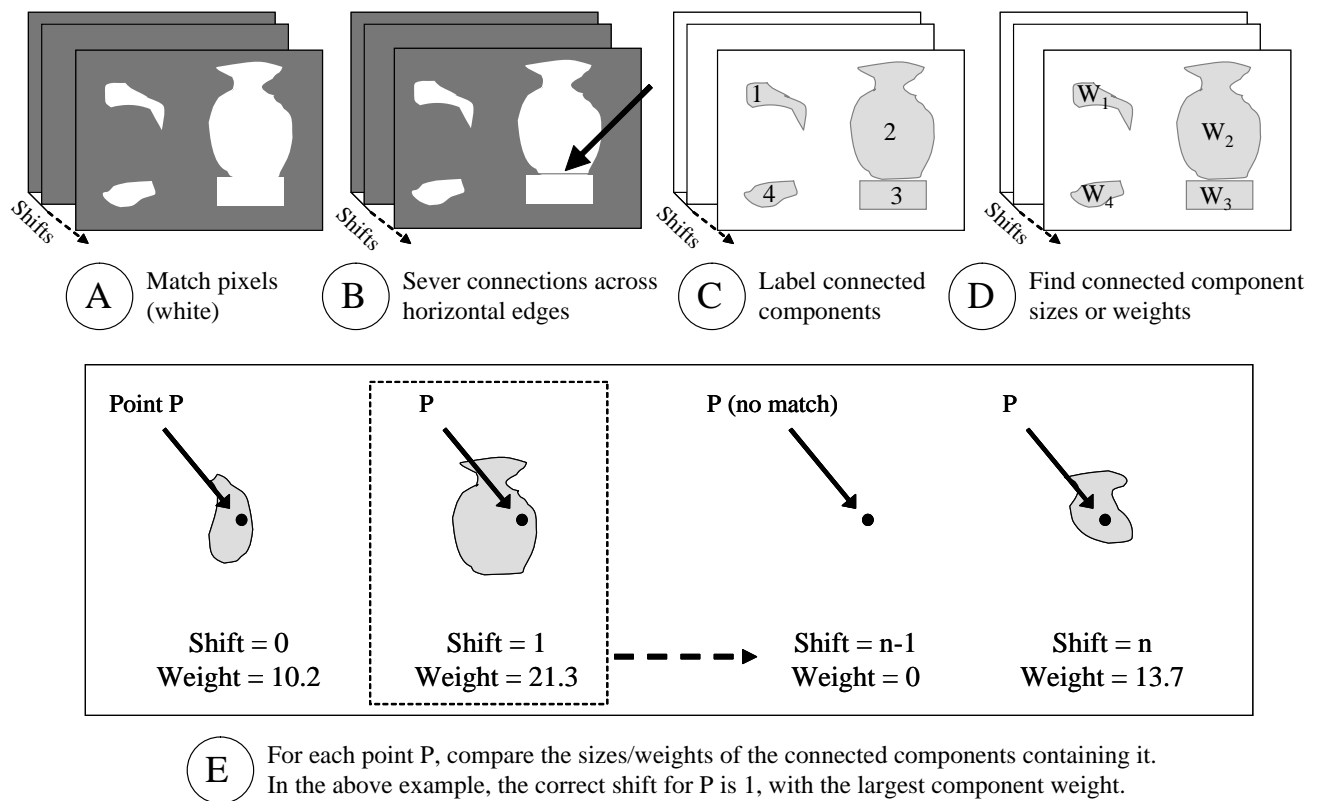 1
2
3
4
W1
W2
W3
W4
Shifts
Shifts
Shifts
Shifts
A
Match pixels
(white)
B
Sever connections across
horizontal edges
C
Label connected
components
D
Find connected component
sizes or weights
Point P
P
P (no match)
P
Shift = 0
Weight = 10.2
Shift = 1
Weight = 21.3
Shift = n-1
Weight = 0
Shift = n
Weight = 13.7
E
For each point P, compare the sizes/weights of the connected components containing it.
In the above example, the correct shift for P is 1, with the largest component weight.